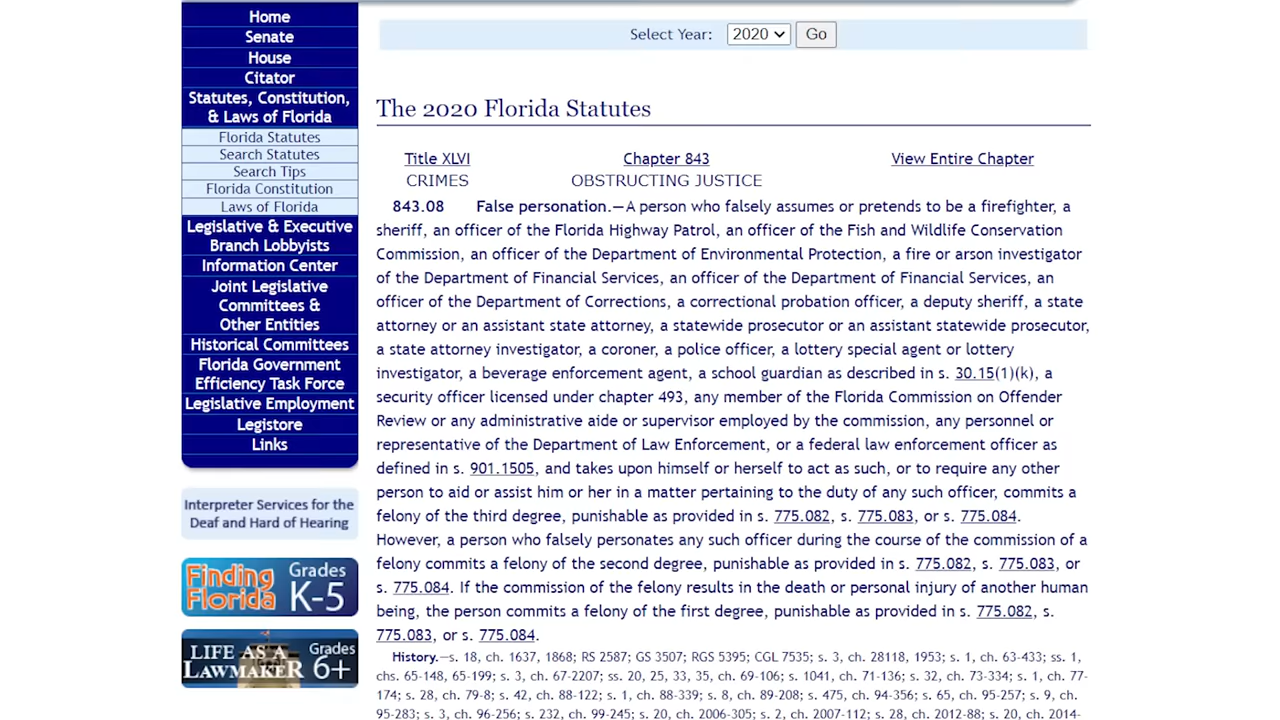 Home
Senate
House
Citator
Statutes, Constitution,
& Laws of Florida
Florida Statutes
Search Statutes
Search Tips
Florida Constitution
Laws of Florida
Legislative & Executive
Branch Lobbyists
Information Center
Joint Legislative
Committees &
Other Entities
Historical Committees
Florida Government
Efficiency Task Force
Legislative Employment
Legistore
Links
Interpreter Services for the
Deaf and Hard of Hearing
Finding
Florida
Grades
K-5
LIFE AS A
LAWMAKER
Grades
6+
Select Year: 2020 Go
The 2020 Florida Statutes
Title XLVI Chapter 843 View Entire Chapter
CRIMES OBSTRUCTING JUSTICE
843.08 False personation.—A person who falsely assumes or pretends to be a firefighter, a
sheriff, an officer of the Florida Highway Patrol, an officer of the Fish and Wildlife Conservation
Commission, an officer of the Department of Environmental Protection, a fire or arson investigator
of the Department of Financial Services, an officer of the Department of Financial Services, an
officer of the Department of Corrections, a correctional probation officer, a deputy sheriff, a state
attorney or an assistant state attorney, a statewide prosecutor or an assistant statewide prosecutor,
a state attorney investigator, a coroner, a police officer, a lottery special agent or lottery
investigator, a beverage enforcement agent, a school guardian as described in s. 30.15(1)(k), a
security officer licensed under chapter 493, any member of the Florida Commission on Offender
Review or any administrative aide or supervisor employed by the commission, any personnel or
representative of the Department of Law Enforcement, or a federal law enforcement officer as
defined in s. 901.1505, and takes upon himself or herself to act as such, or to require any other
person to aid or assist him or her in a matter pertaining to the duty of any such officer, commits a
felony of the third degree, punishable as provided in s. 775.082, s. 775.083, or s. 775.084.
However, a person who falsely personates any such officer during the course of the commission of a
felony commits a felony of the second degree, punishable as provided in s. 775.082, s. 775.083, or
s. 775.084. If the commission of the felony results in the death or personal injury of another human
being, the person commits a felony of the first degree, punishable as provided in s. 775.082, s.
775.083, or s. 775.084.
History.—s. 18, ch. 1637, 1868; RS 2587; GS 3507; RGS 5395; CGL 7535; s. 3, ch. 28118, 1953; s. 1, ch. 63-433; ss. 1,
chs. 65-148, 65-199; s. 3, ch. 67-2207; ss. 20, 25, 33, 35, ch. 69-106; s. 1041, ch. 71-136; s. 32, ch. 73-334; s. 1, ch. 77-
174; s. 28, ch. 79-8; s. 42, ch. 88-122; s. 1, ch. 88-339; s. 8, ch. 89-208; s. 475, ch. 94-356; s. 65, ch. 95-257; s. 9, ch.
95-283; s. 3, ch. 96-256; s. 232, ch. 99-245; s. 20, ch. 2006-305; s. 2, ch. 2007-112; s. 28, ch. 2012-88; s. 20, ch. 2014-